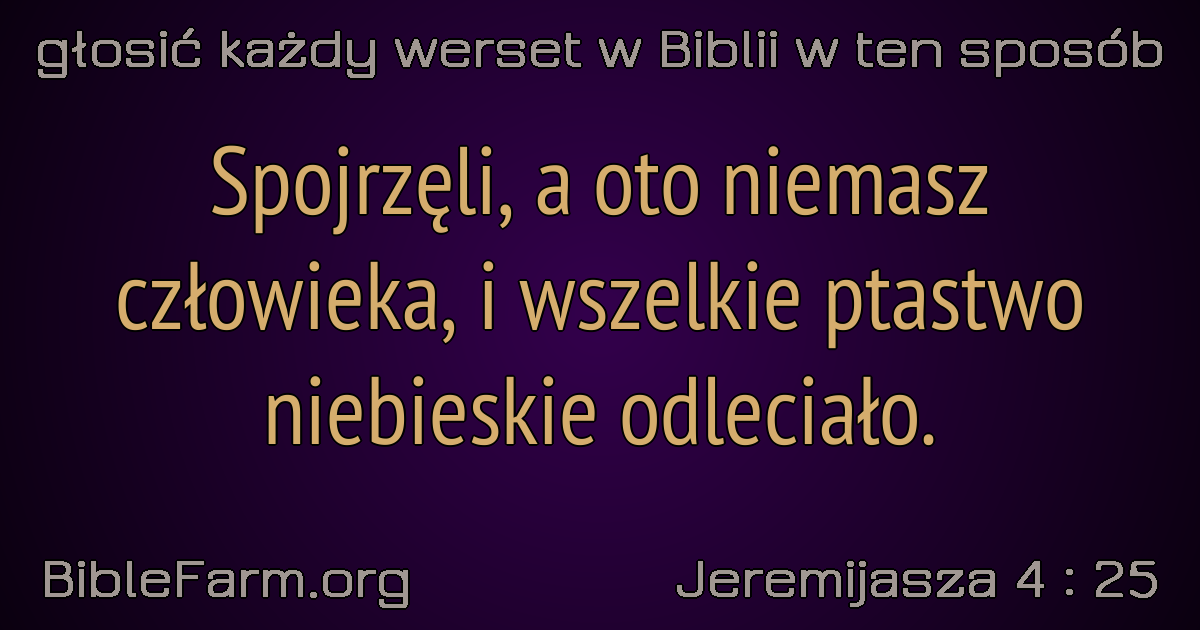 głosić każdy werset w Biblii w ten sposób
Spojrzęli, a oto niemasz
człowieka, i wszelkie ptastwo
niebieskie odleciało.
BibleFarm.org
Jeremijasza 4 : 25